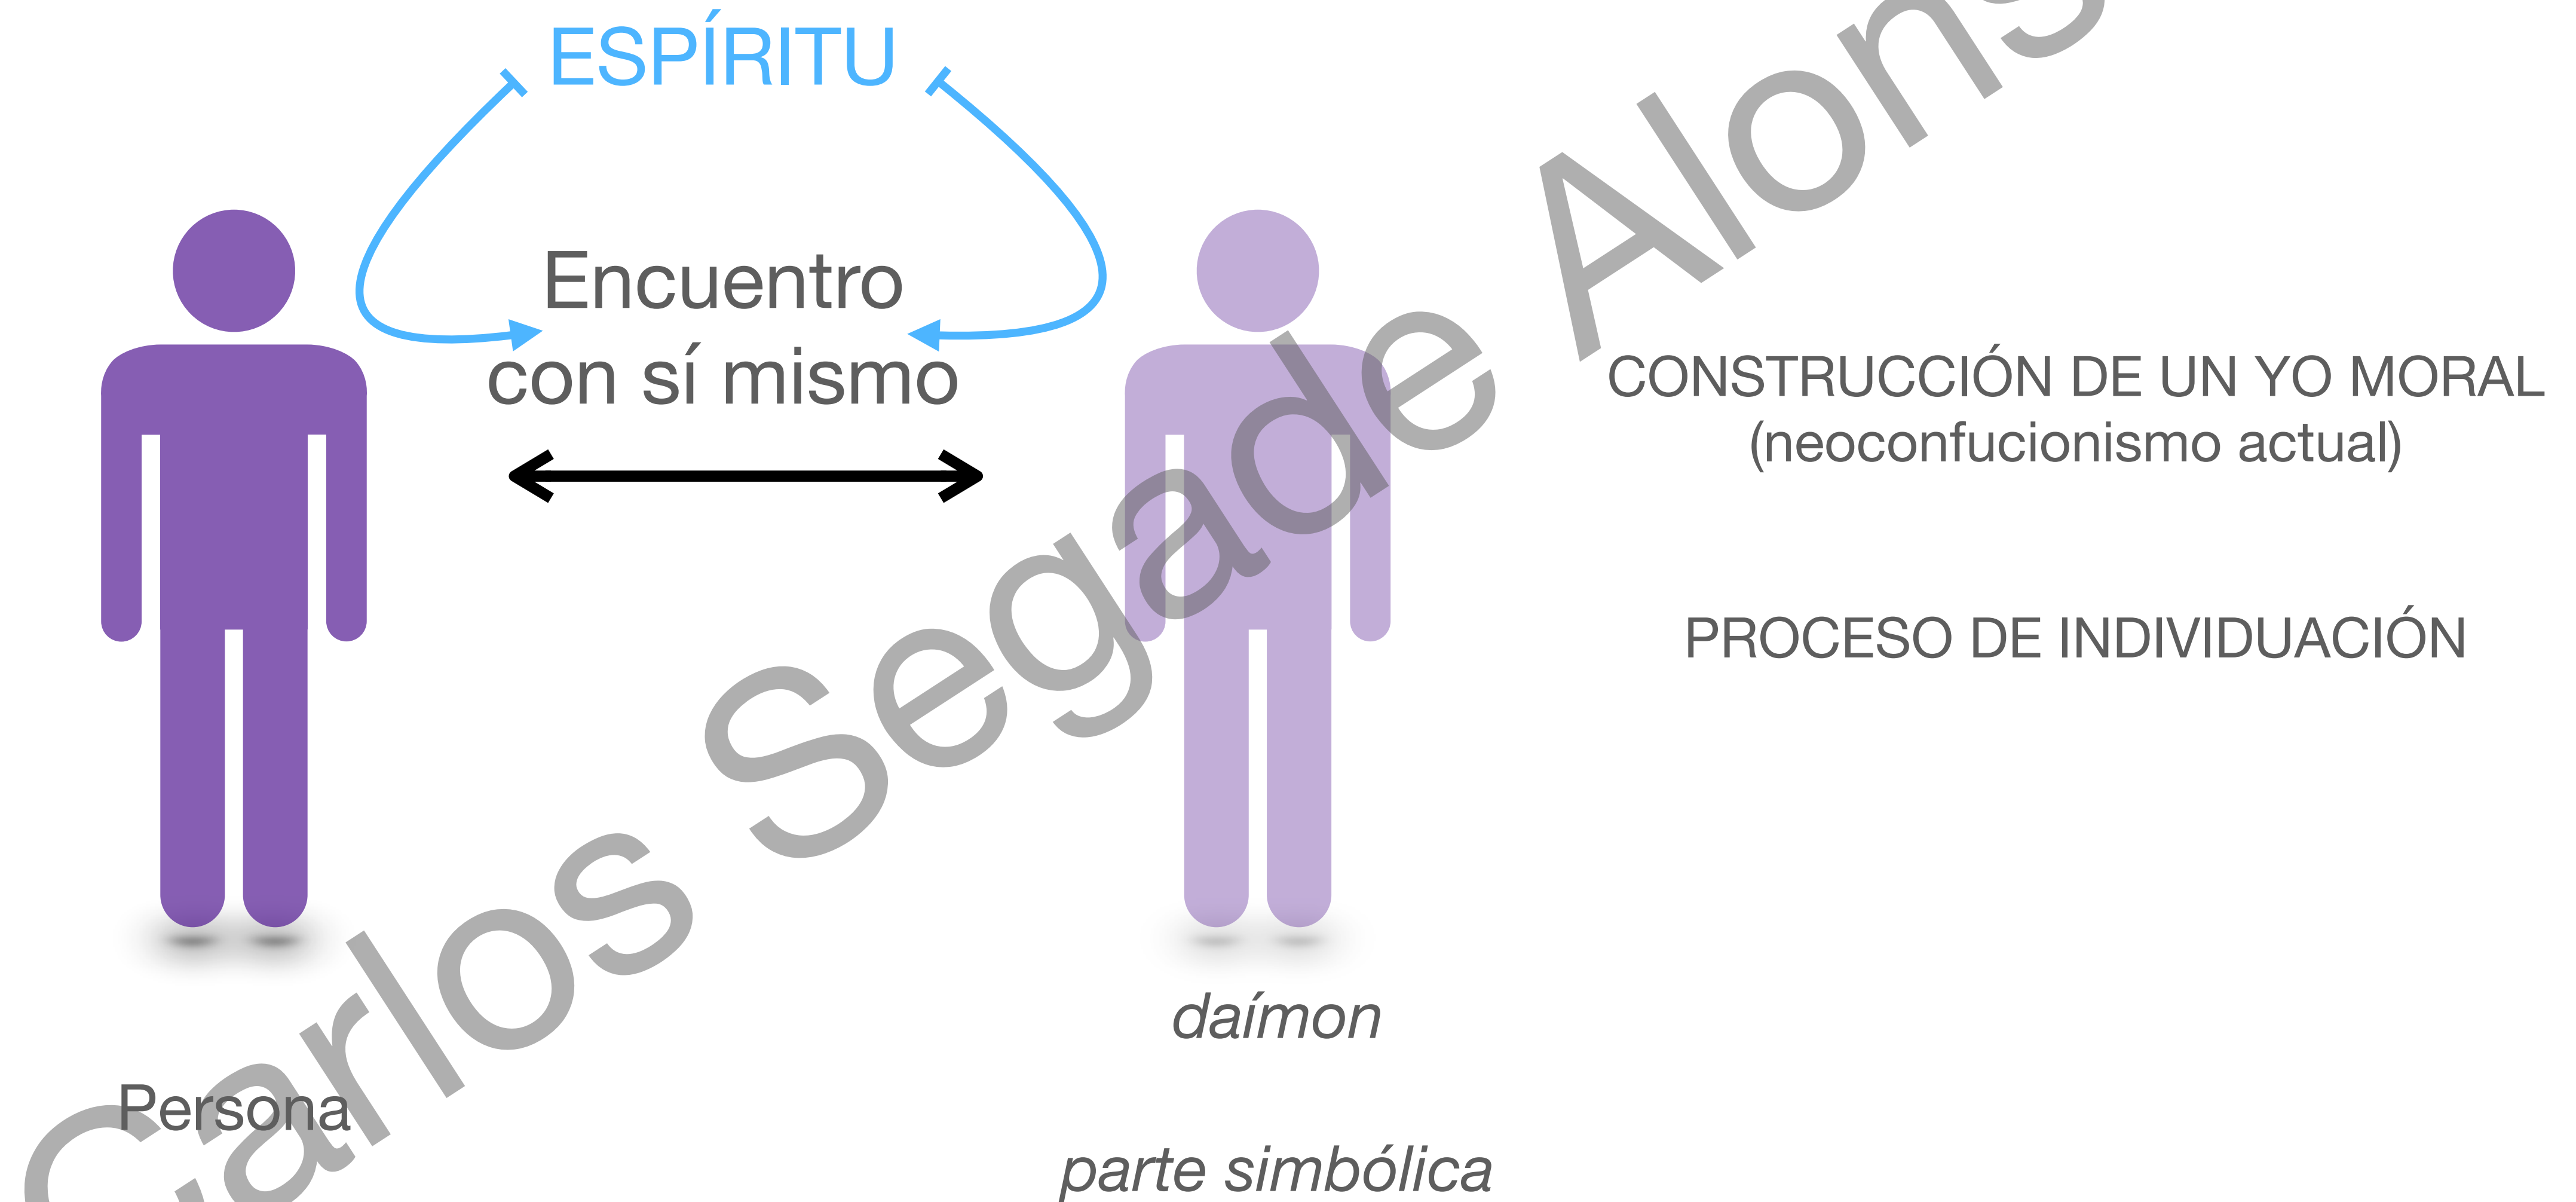 ESPÍRITU
Encuentro
con sí mismo
CONSTRUCCIÓN DE UN YO MORAL
(neoconfucionismo actual)
PROCESO DE INDIVIDUACIÓN
daímon
Persona
parte simbólica
Carlos Segade Alons